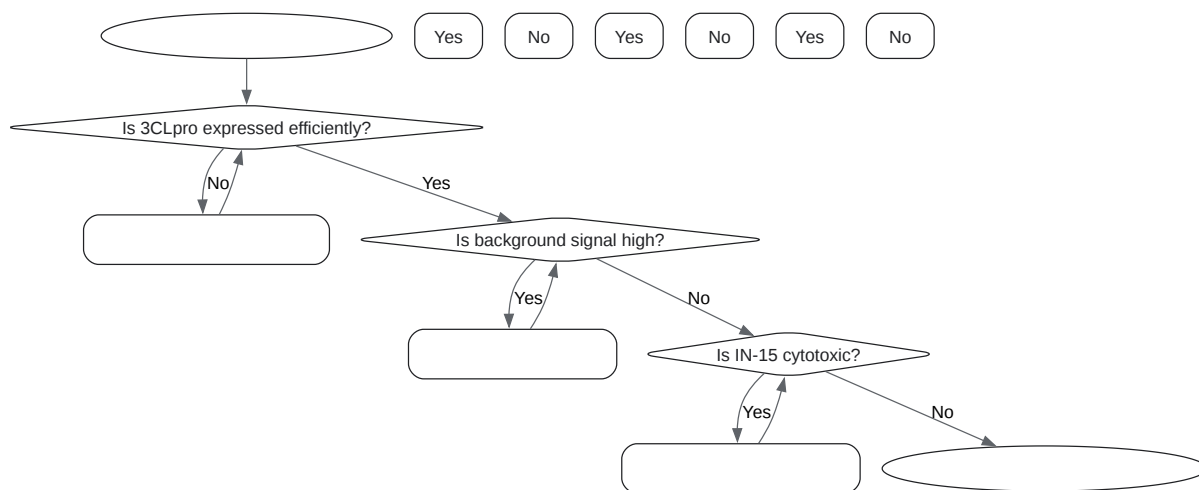 Yes
No
Yes
No
Yes
No
Is 3CLpro expressed efficiently?
No
Yes
Is background signal high?
Yes
No
Is IN-15 cytotoxic?
Yes
No